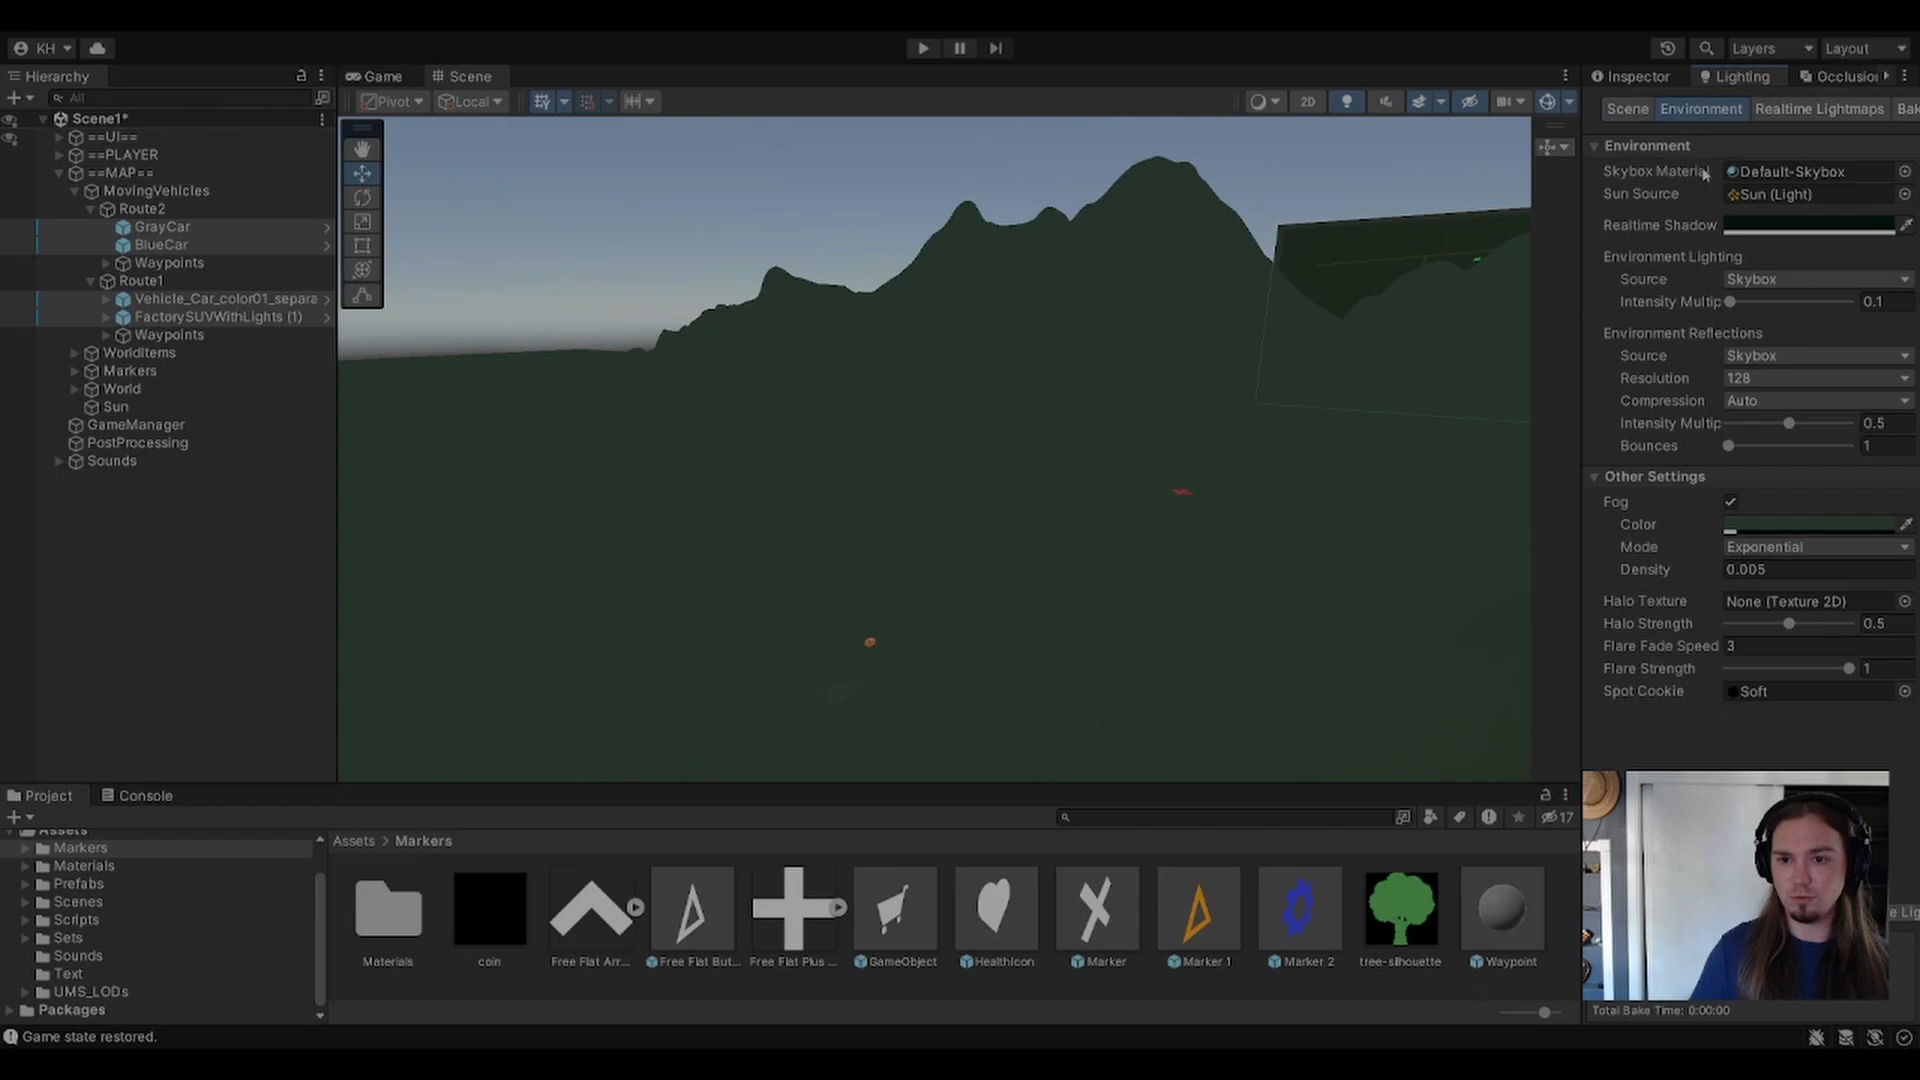 KH
Layers
Layout
Hierarchy
All
Scene1*
==UI==
==PLAYER
==MAP==
MovingVehicles
Route2
GrayCar
BlueCar
Waypoints
Route1
Vehicle_Car_color01_separa
FactorySUVWithLights (1)
Waypoints
WorldItems
Markers
World
Sun
GameManager
PostProcessing
Sounds
Game
Scene
Pivot
Local
2D
Inspector
Lighting
Occlusio
Scene
Environment
Realtime Lightmaps
Bak
Environment
Skybox Material
Default-Skybox
Sun Source
Sun (Light)
Realtime Shadow
Environment Lighting
Source
Skybox
Intensity Multip
0.1
Environment Reflections
Source
Skybox
Resolution
128
Compression
Auto
Intensity Multip
0.5
Bounces
1
Other Settings
Fog
Color
Mode
Exponential
Density
0.005
Halo Texture
None (Texture 2D)
Halo Strength
0.5
Flare Fade Speed
3
Flare Strength
1
Spot Cookie
Soft
e Lig
Total Bake Time: 0:00:00
Project
Console
17
Assets
Markers
Materials
Prefabs
Scenes
Scripts
Sets
Sounds
Text
UMS_LODs
Packages
Assets > Markers
Materials
coin
Free Flat Arr...
Free Flat But...
Free Flat Plus ...
GameObject
HealthIcon
Marker
Marker 1
Marker 2
tree-silhouette
Waypoint
Game state restored.